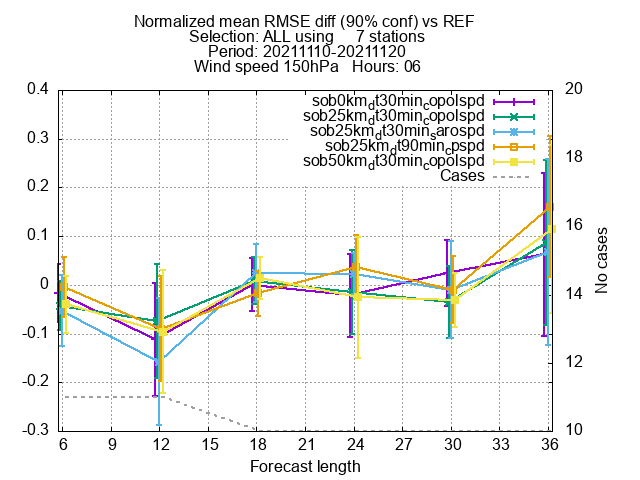 Normalized mean RMSE diff (90% conf) vs REF
Selection: ALL using 7 stations
Period: 20211110-20211120
Wind speed 150hPa Hours: 06
sob0km_dt30min_copolspd
sob25km_dt30min_copolspd
sob25km_dt30min_sarospd
sob25km_dt90min_cpspd
sob50km_dt30min_copolspd
Cases
0.4
0.3
0.2
0.1
0
-0.1
-0.2
-0.3
20
18
16
14
12
10
No cases
6 9 12 15 18 21 24 27 30 33 36
Forecast length